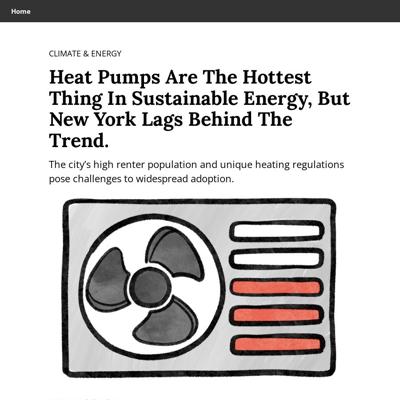 Home
CLIMATE & ENERGY
Heat Pumps Are The Hottest
Thing In Sustainable Energy, But
New York Lags Behind The
Trend.
The city’s high renter population and unique heating regulations
pose challenges to widespread adoption.